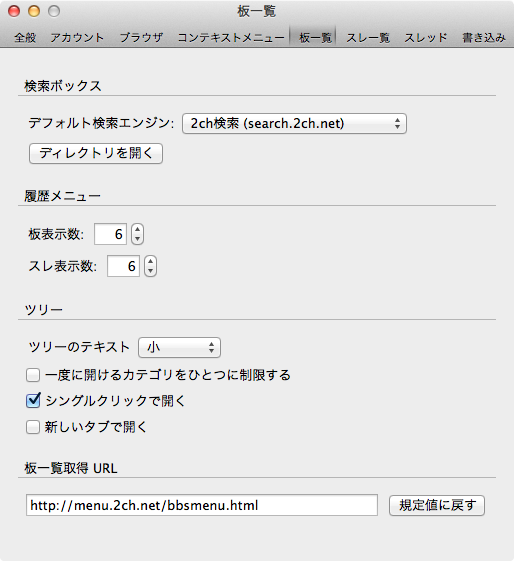 板一覧
全般 アカウント ブラウザ コンテキストメニュー 板一覧 スレ一覧 スレッド 書き込み
検索ボックス
デフォルト検索エンジン: 2ch検索 (search.2ch.net)
ディレクトリを開く
履歴メニュー
板表示数: 6
スレ表示数: 6
ツリー
ツリーのテキスト 小
一度に開けるカテゴリをひとつに制限する
シングルクリックで開く
新しいタブで開く
板一覧取得 URL
http://menu.2ch.net/bbsmenu.html 規定値に戻す